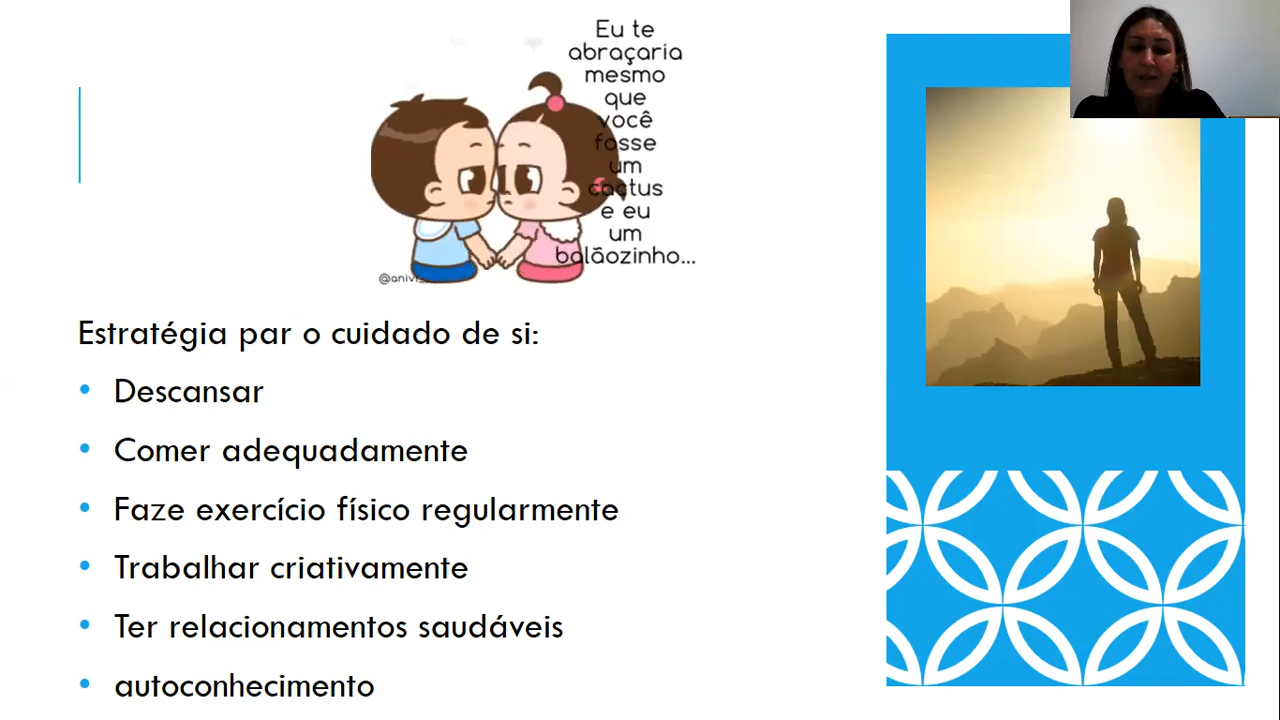 Eu te
abraçaria
mesmo
que
você
fosse
um
cactus
e eu
um
balãozinho...
Estratégia par o cuidado de si:
• Descansar
• Comer adequadamente
• Faze exercício físico regularmente
• Trabalhar criativamente
• Ter relacionamentos saudáveis
• autoconhecimento